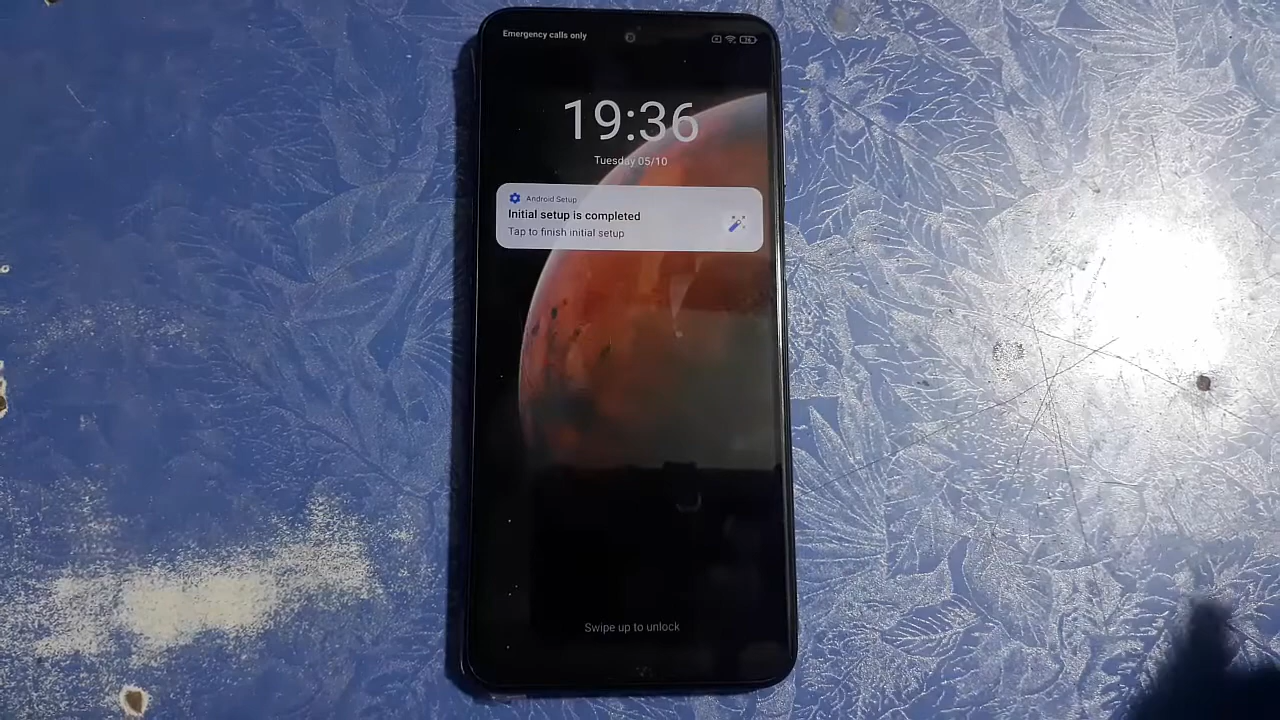 Emergency calls only
76
19:36
Tuesday 05/10
Android Setup
Initial setup is completed
Tap to finish initial setup
Swipe up to unlock